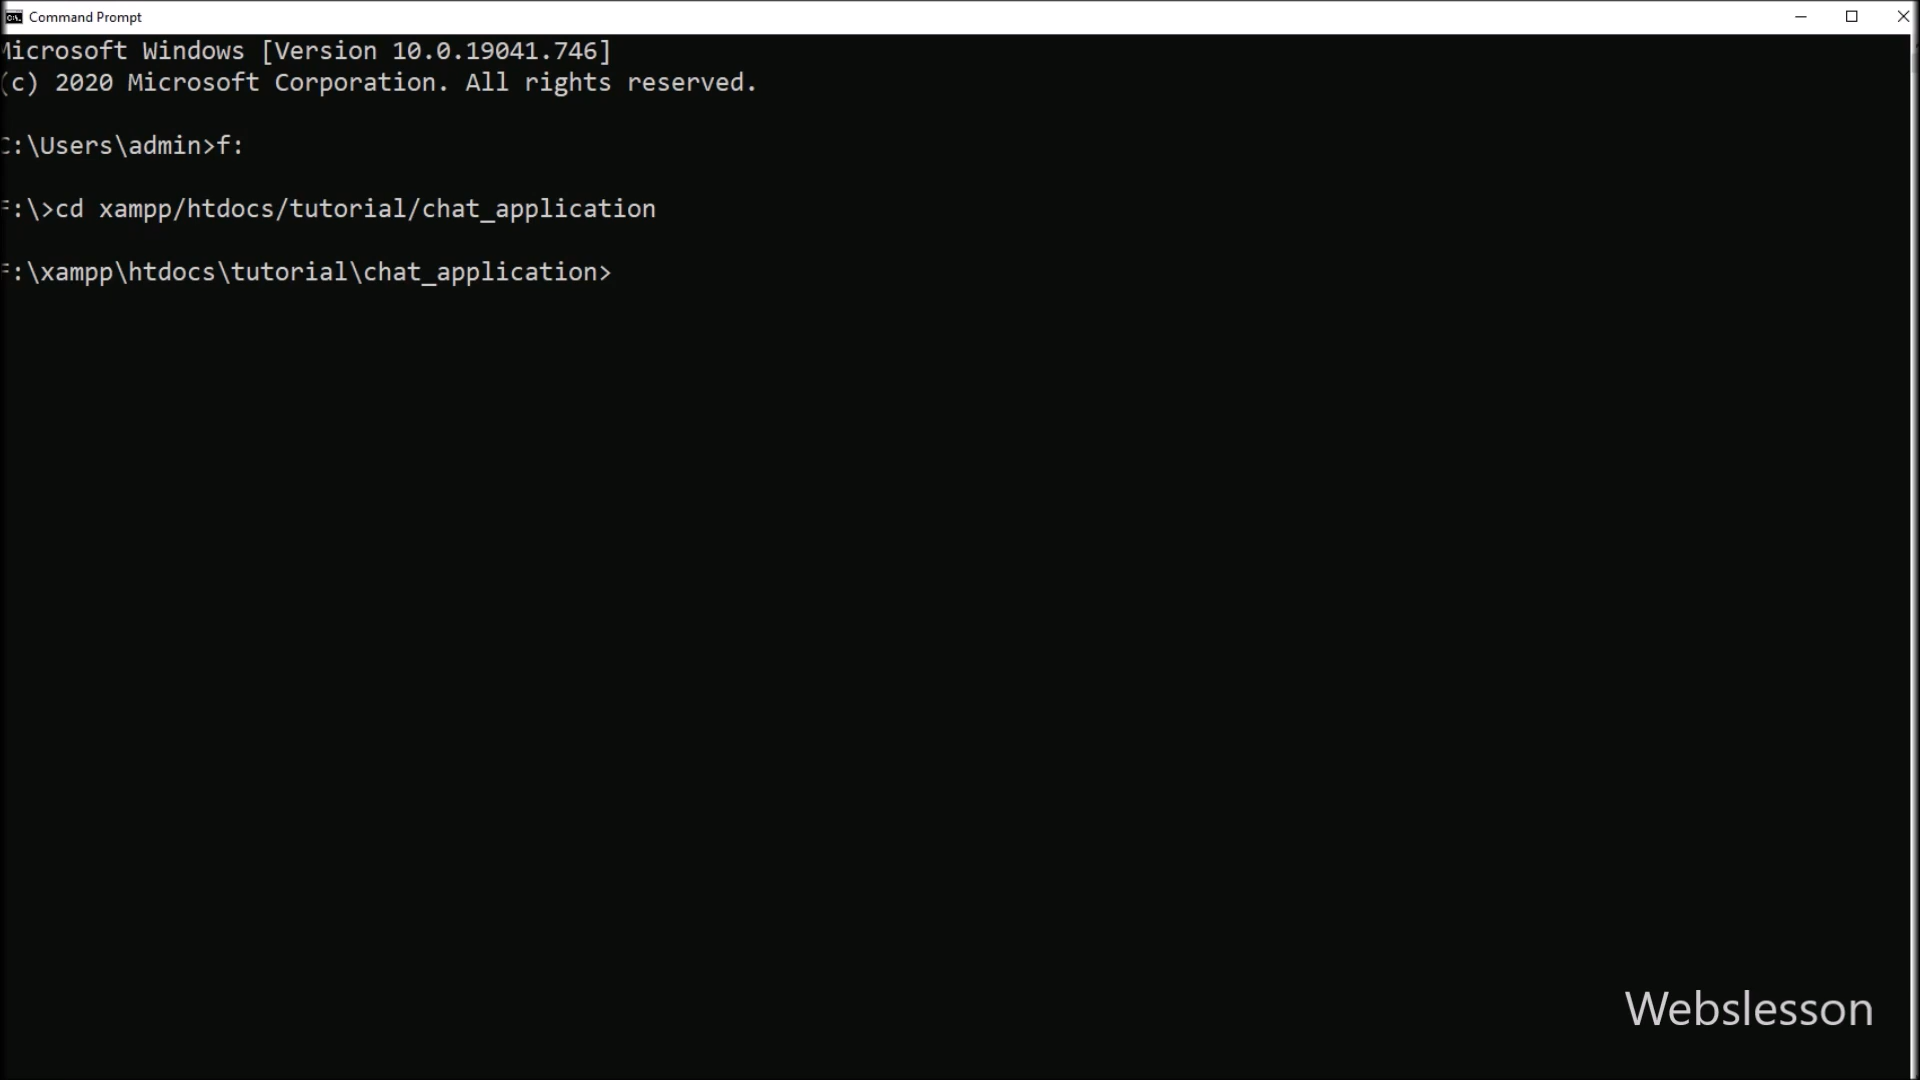 Command Prompt
Microsoft Windows [Version 10.0.19041.746]
(c) 2020 Microsoft Corporation. All rights reserved.
C:\Users\admin>f:
F:\>cd xampp/htdocs/tutorial/chat_application
F:\xampp\htdocs\tutorial\chat_application>
Webslesson